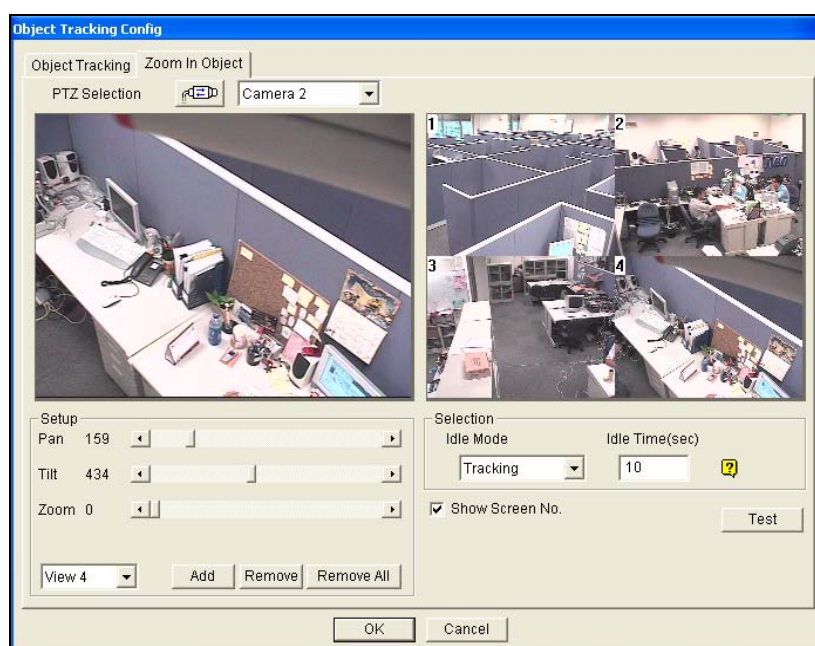 Object Tracking Config
Object Tracking Zoom In Object
PTZ Selection Camera 2
1 2
3 4
Setup
Pan 159
Tilt 434
Zoom 0
View 4 Add Remove Remove All
Selection
Idle Mode Idle Time(sec)
Tracking 10 ?
Show Screen No.
Test
OK Cancel